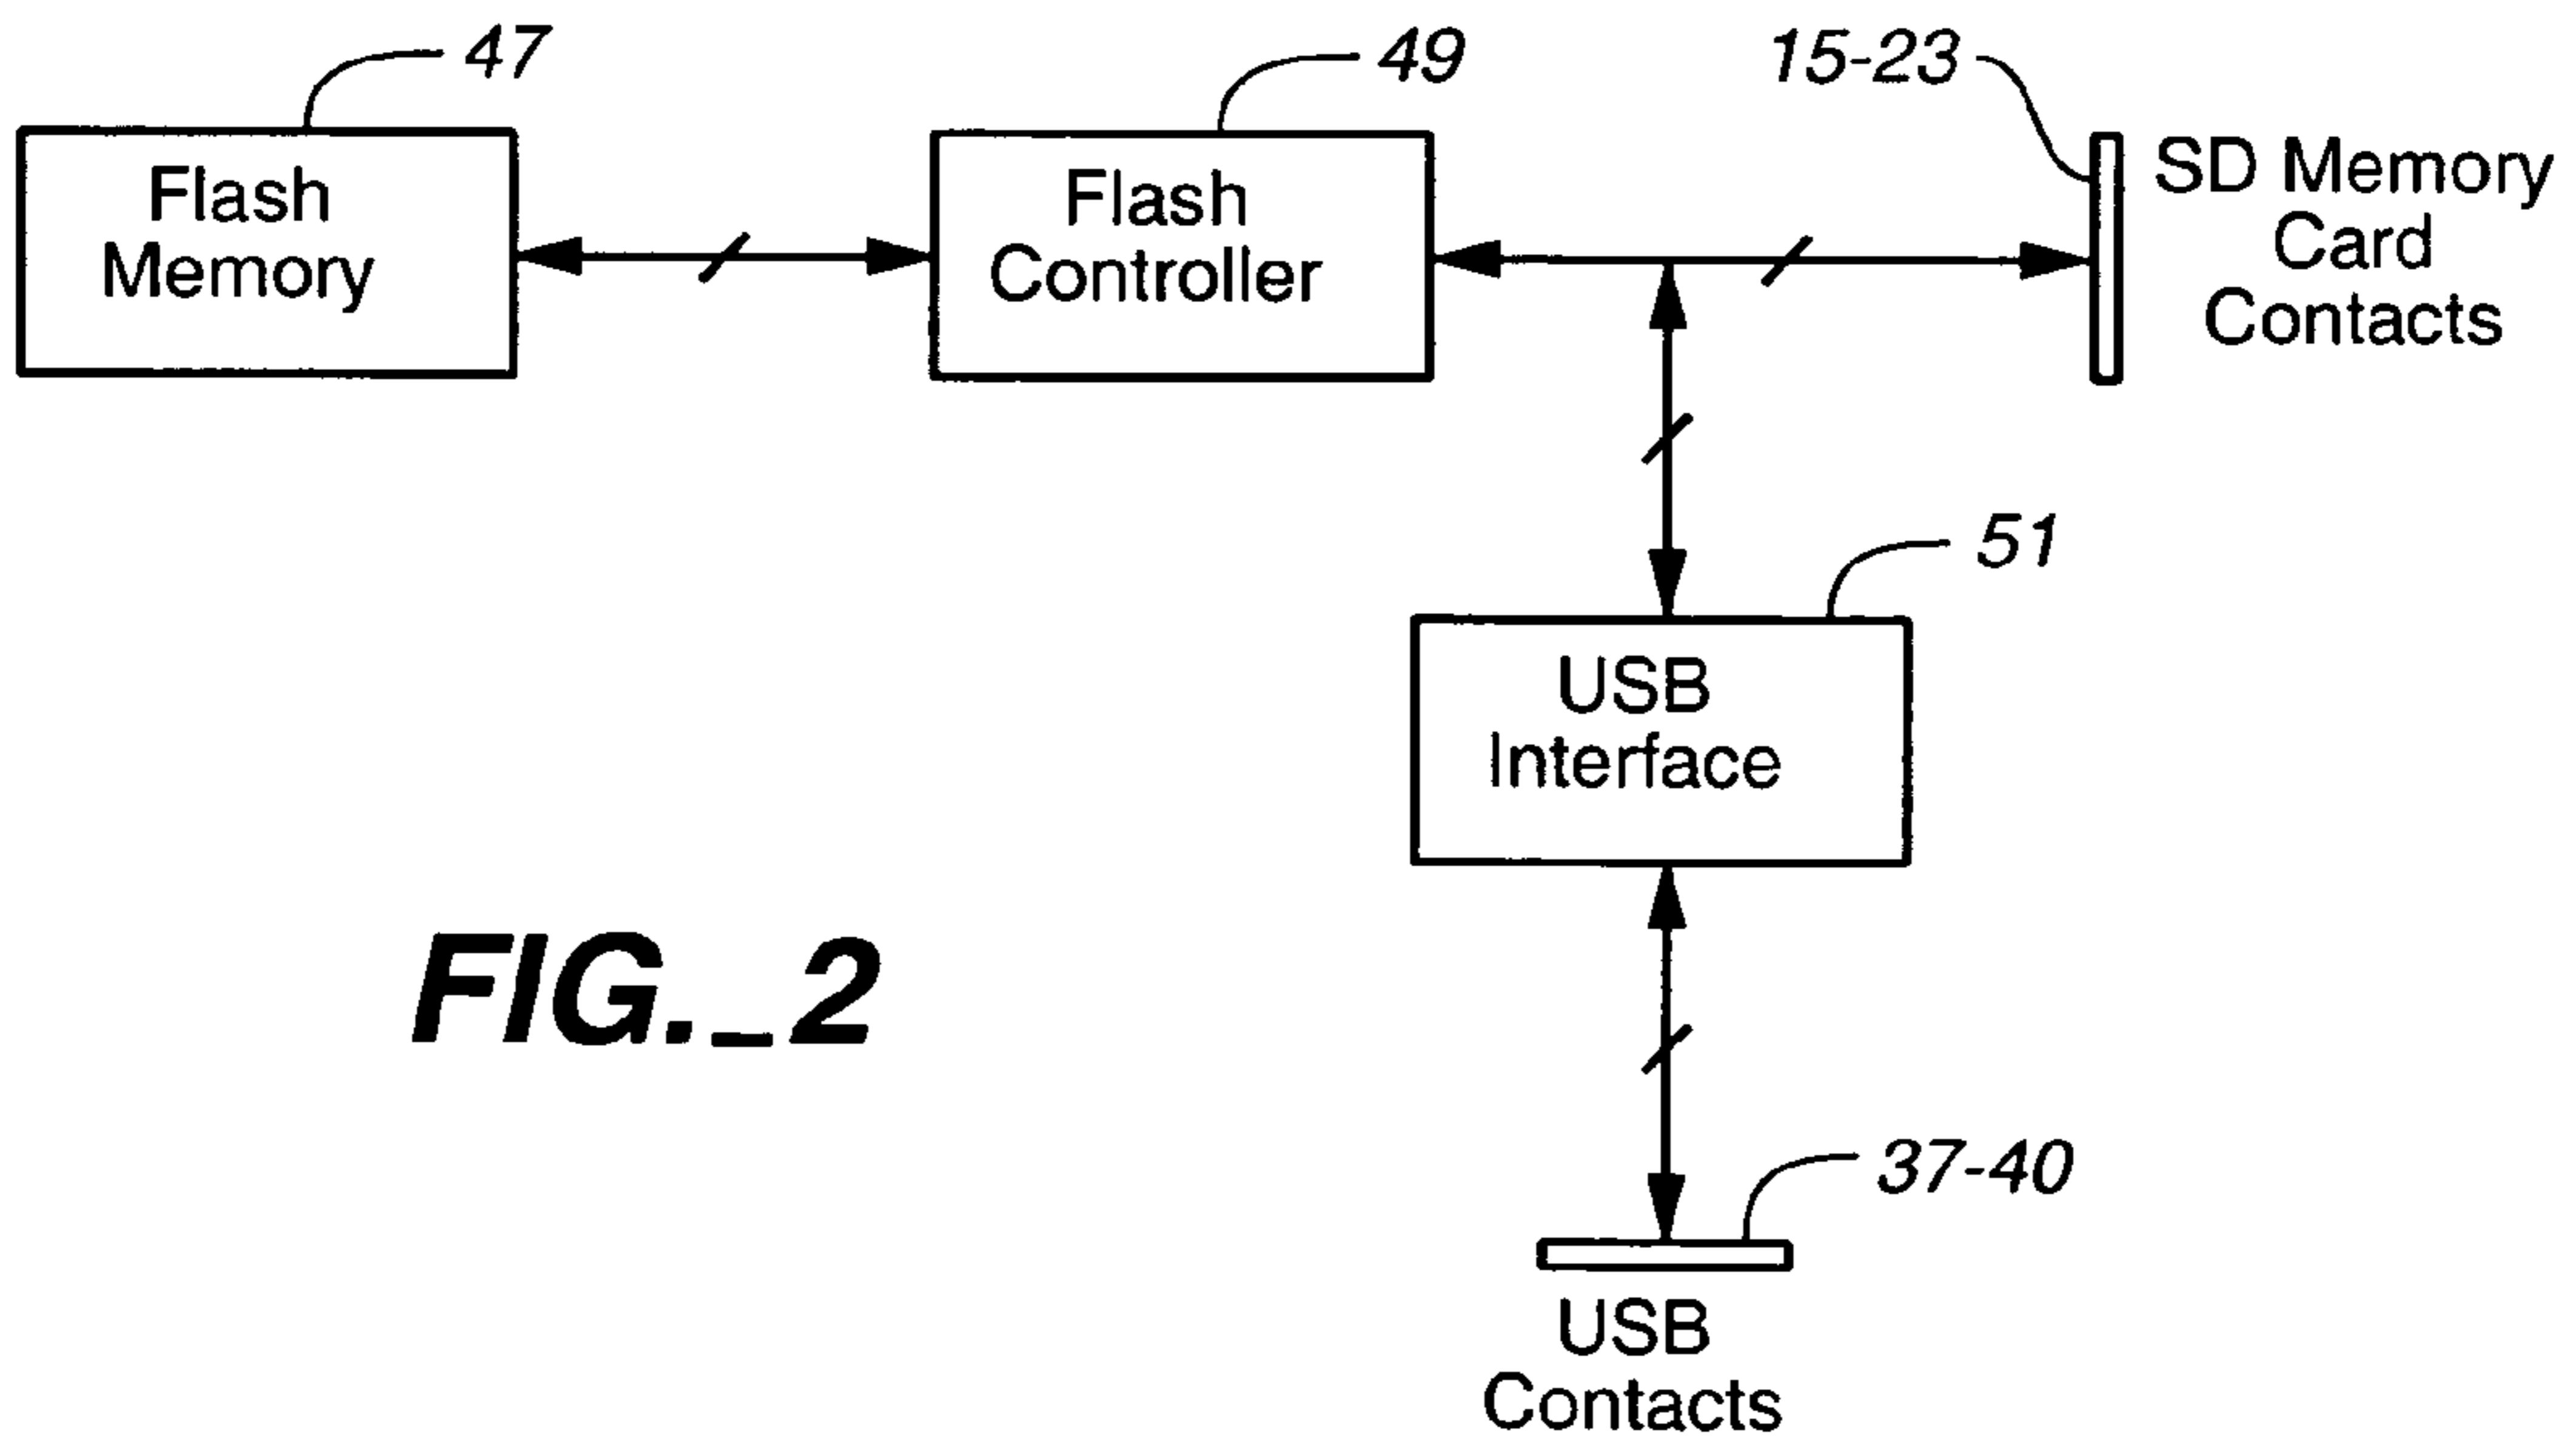 47
49
15-23
Flash
Memory
Flash
Controller
SD Memory
Card
Contacts
51
USB
Interface
FIG._2
37-40
USB
Contacts